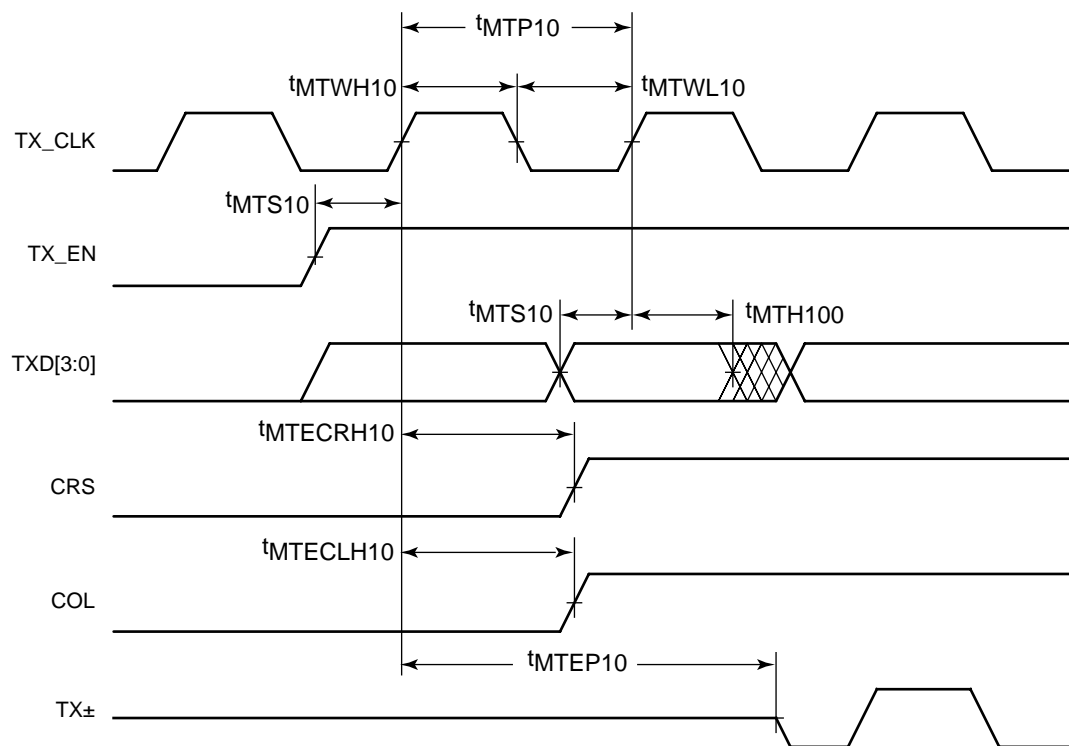 tMTP10
tMTWH10
tMTWL10
TX_CLK
tMTS10
TX_EN
tMTS10
tMTH100
TXD[3:0]
tMTECRH10
CRS
tMTECLH10
COL
tMTEP10
TX±